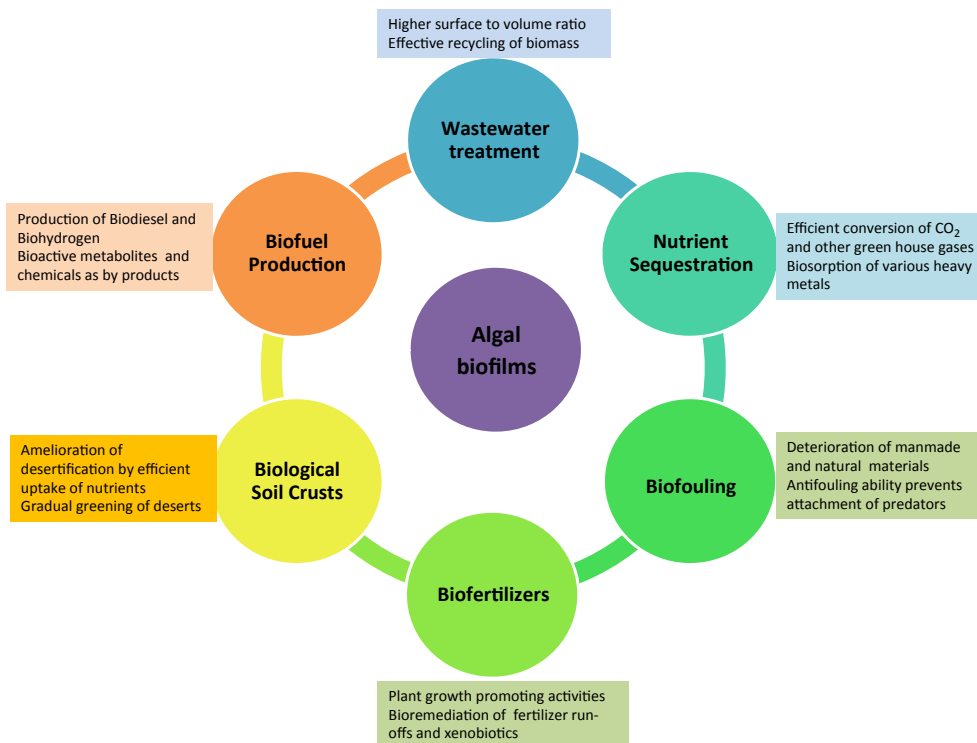 Higher surface to volume ratio
Effective recycling of biomass
Wastewater
treatment
Production of Biodiesel and
Biohydrogen
Bioactive metabolites and
chemicals as by products
Biofuel
Production
Nutrient
Sequestration
Efficient conversion of CO₂
and other green house gases
Biosorption of various heavy
metals
Algal
biofilms
Amelioration of
desertification by efficient
uptake of nutrients
Gradual greening of deserts
Biological
Soil Crusts
Biofouling
Deterioration of manmade
and natural materials
Antifouling ability prevents
attachment of predators
Biofertilizers
Plant growth promoting activities
Bioremediation of fertilizer run-
offs and xenobiotics